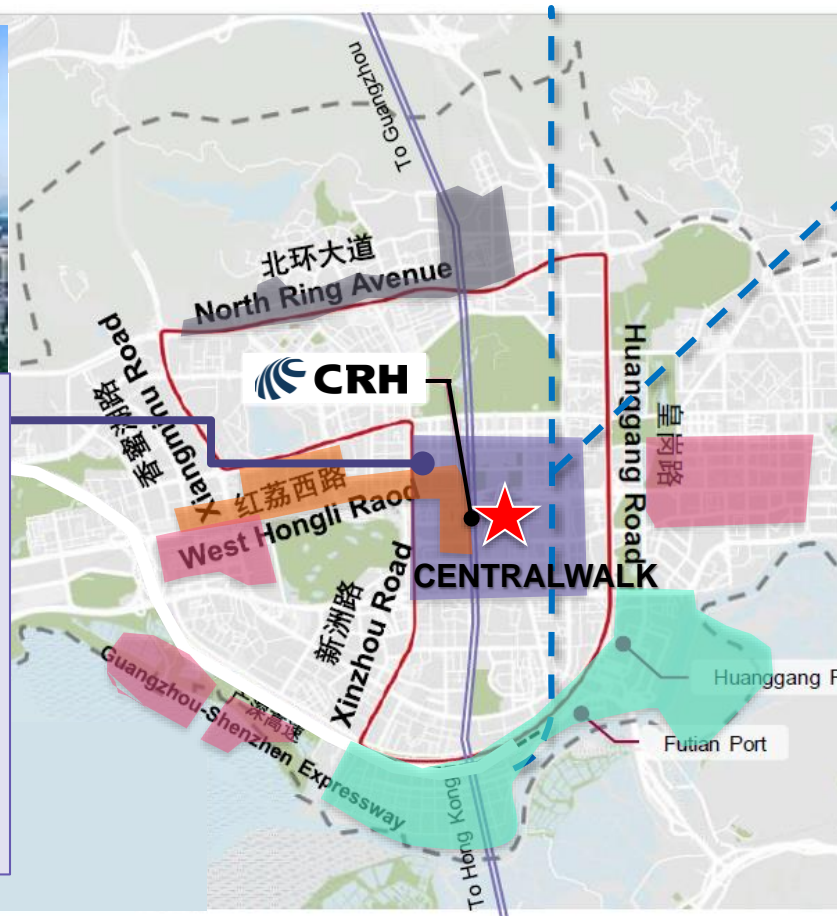 To Guangzhou
北环大道
North Ring Avenue
香蜜湖路
Xiangminu Road
CRH
Huanggang Road
皇岗路
红荔西路
West Hongli Raod
CENTRALWALK
新洲路
Xinzhou Road
广深高速
Guangzhou-Shenzhen Expressway
Huanggang P
Futian Port
To Hong Kong